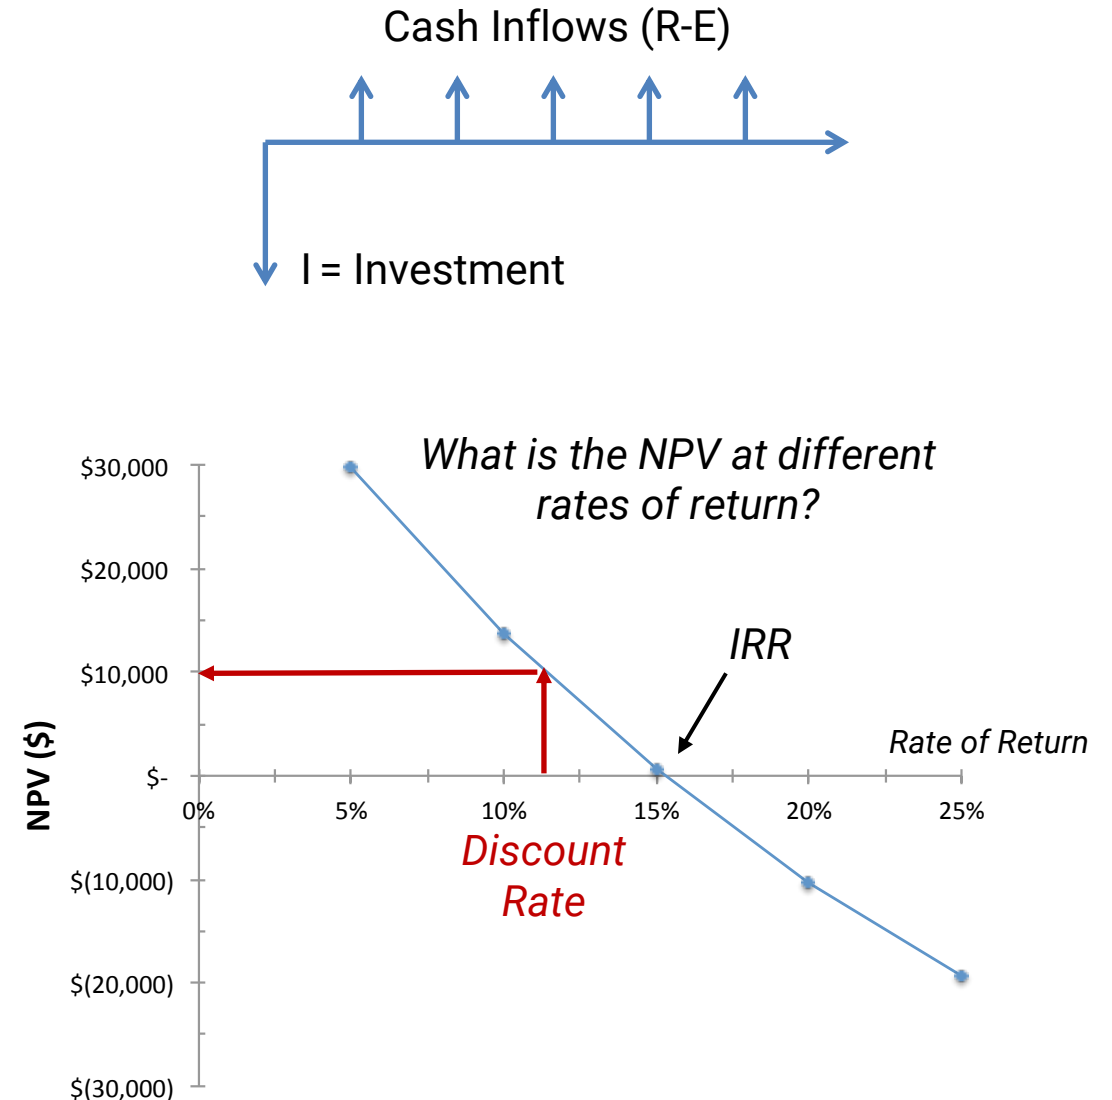 Cash Inflows (R-E)
I = Investment
What is the NPV at different
rates of return?
$30,000
$20,000
$10,000
$-
$(10,000)
$(20,000)
$(30,000)
NPV ($)
IRR
Rate of Return
0%
5%
10%
15%
20%
25%
Discount
Rate